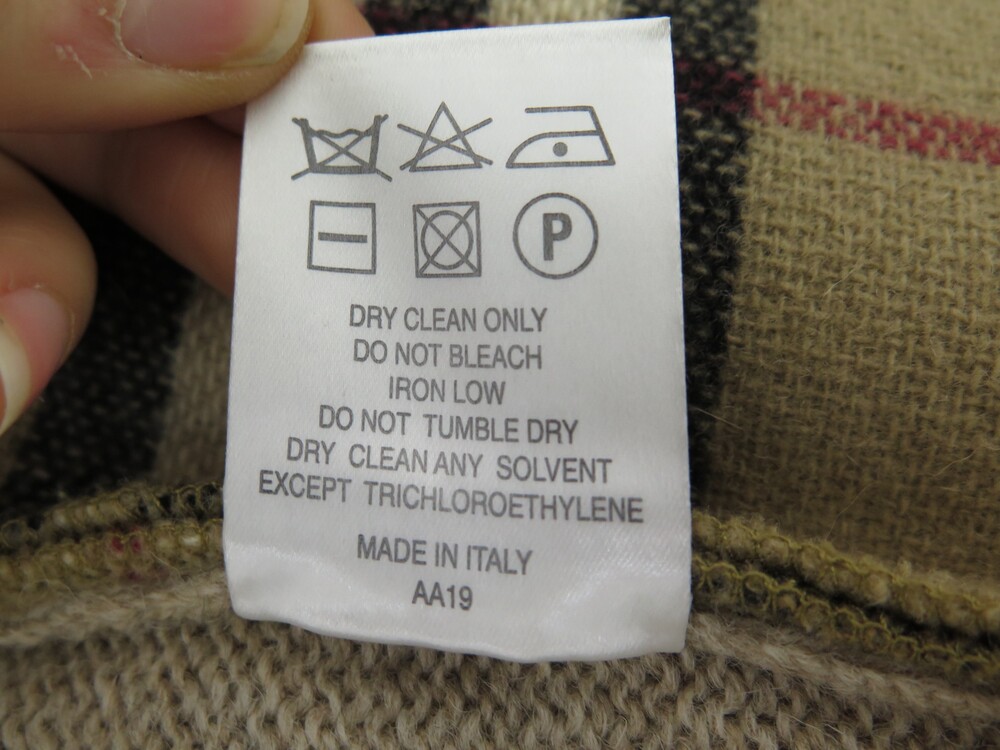 P
DRY CLEAN ONLY
DO NOT BLEACH
IRON LOW
DO NOT TUMBLE DRY
DRY CLEAN ANY SOLVENT
EXCEPT TRICHLOROETHYLENE
MADE IN ITALY
AA19